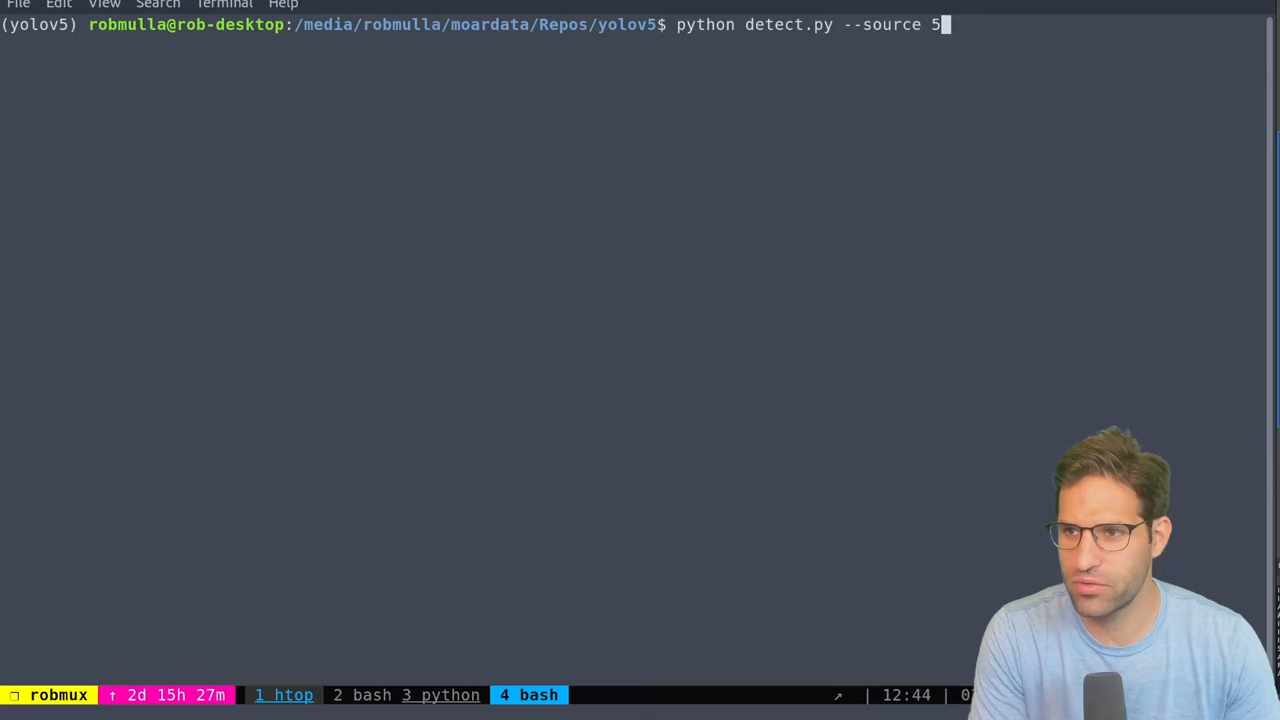 File Edit View Search Terminal Help
(yolov5) robmulla@rob-desktop:/media/robmulla/moardata/Repos/yolov5$ python detect.py --source 5
❐ robmux ↑ 2d 15h 27m 1 htop 2 bash 3 python 4 bash ↗ | 12:44 |